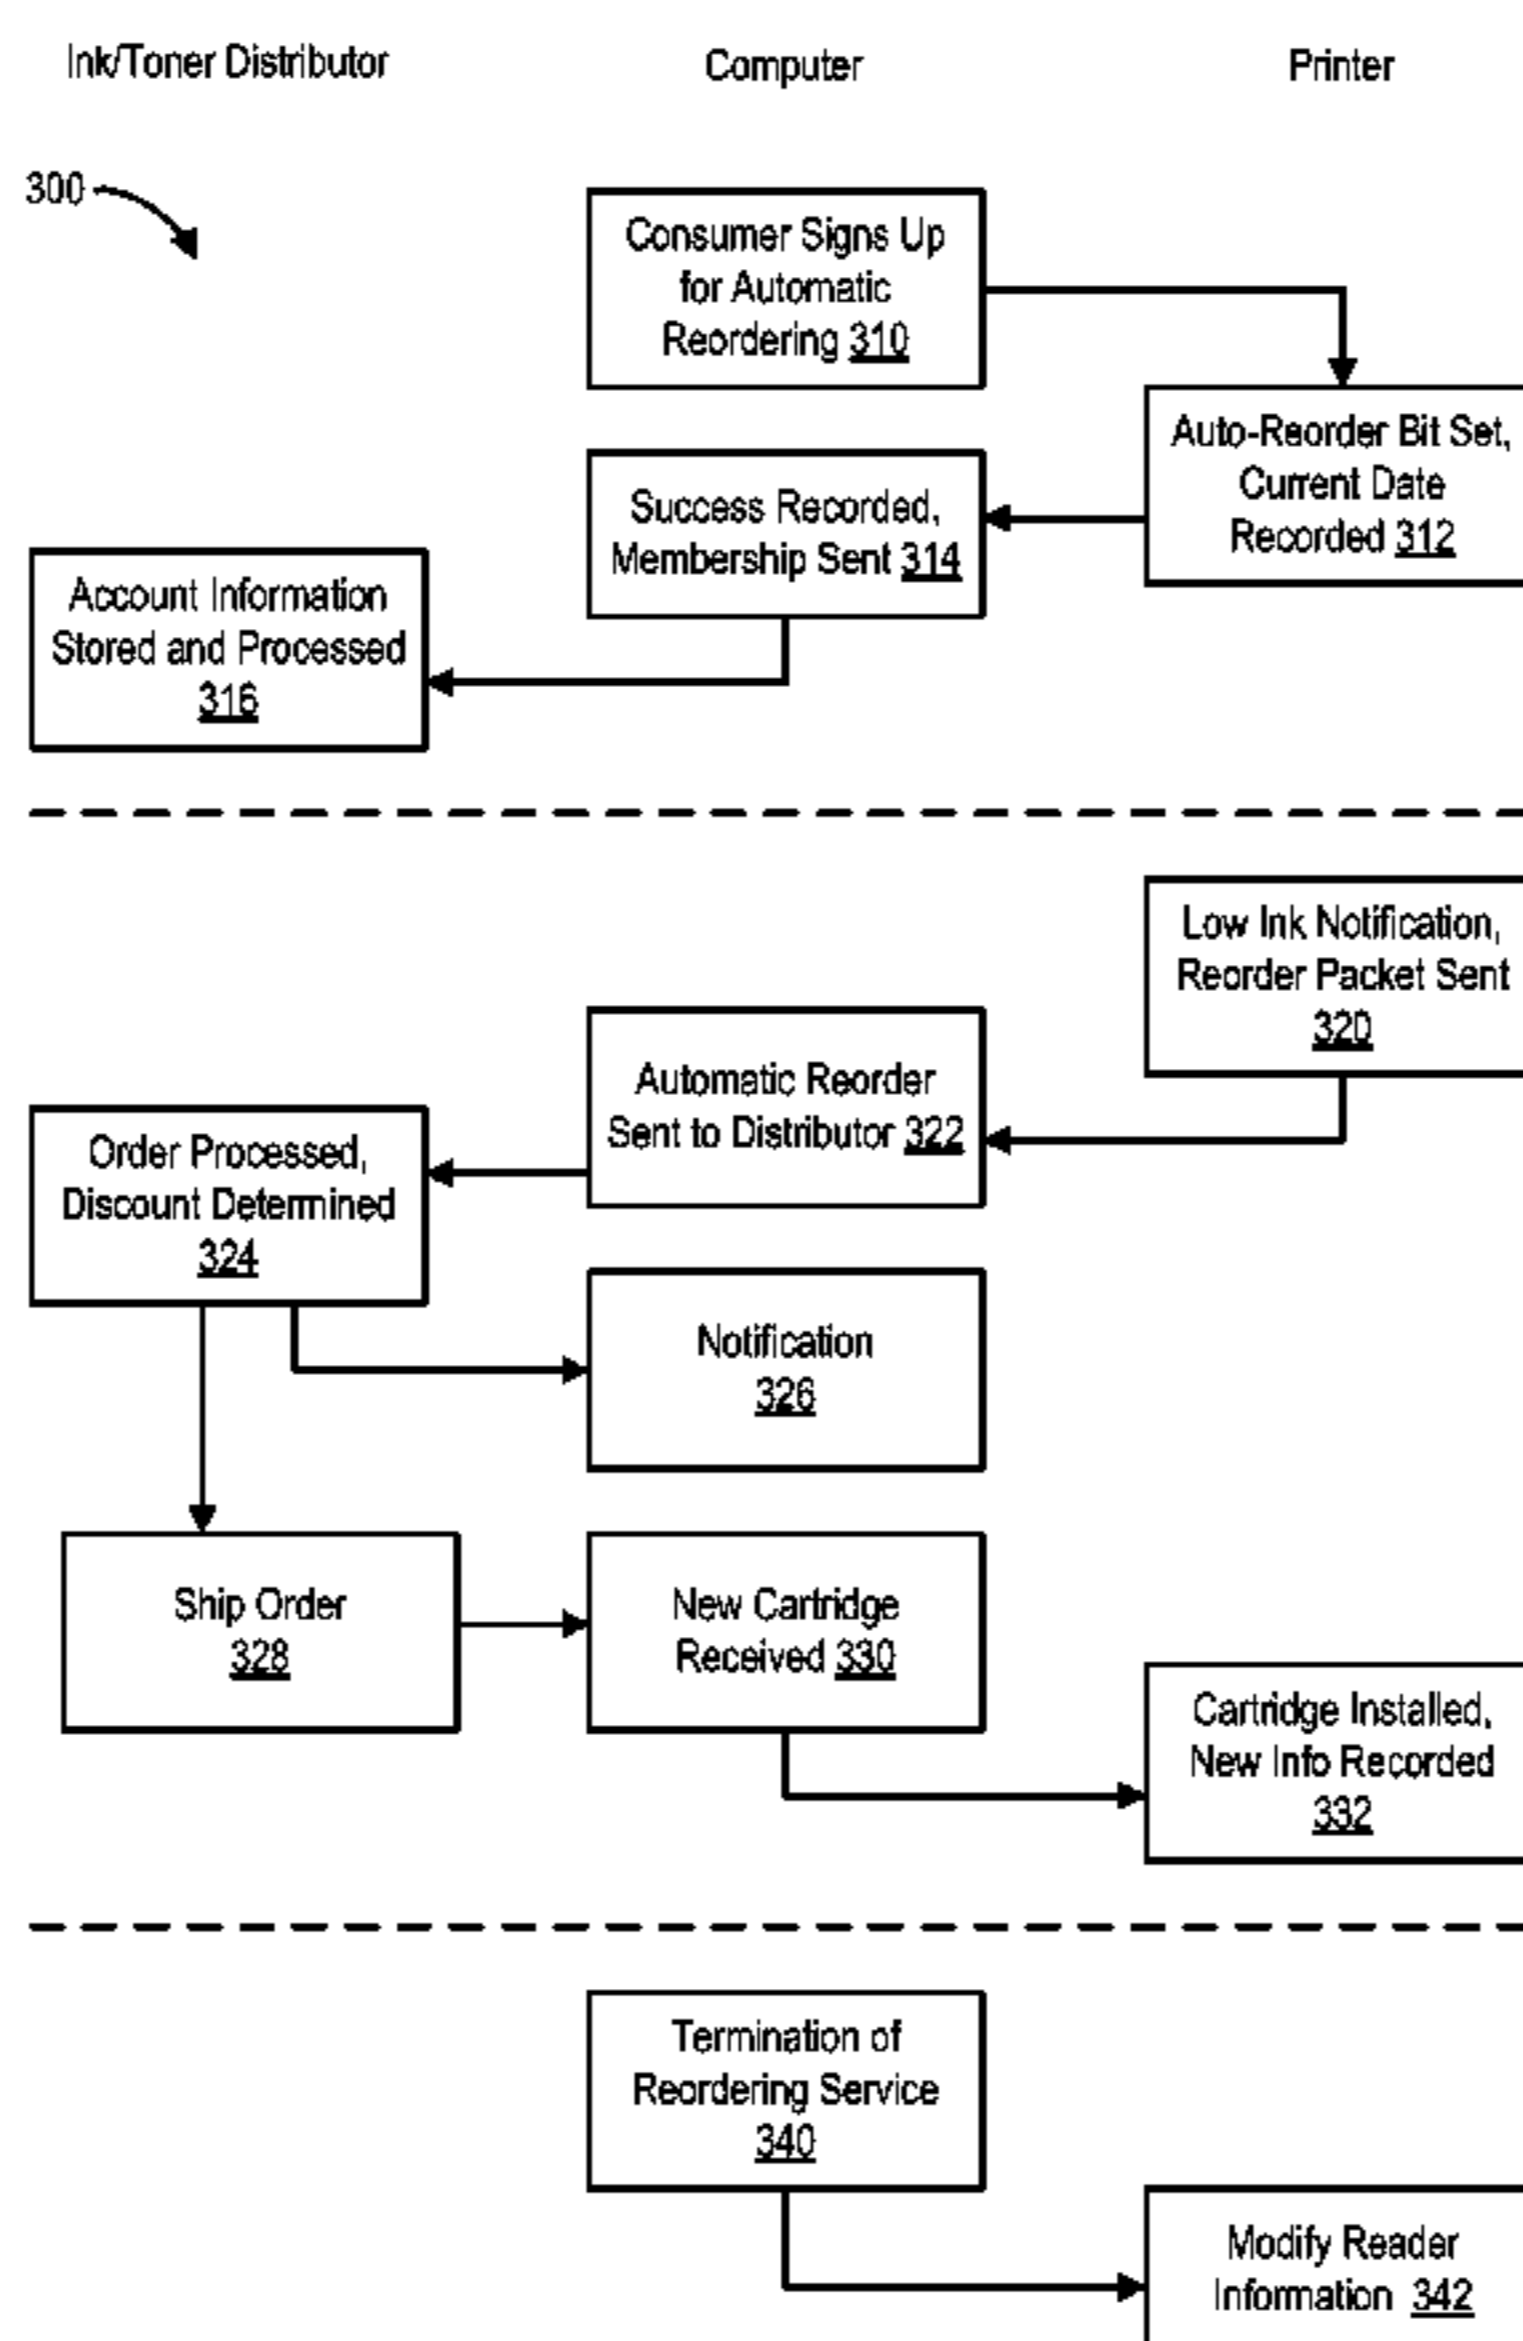 Ink/Toner Distributor
Computer
Printer
300
Consumer Signs Up
for Automatic
Reordering 310
Auto-Reorder Bit Set,
Current Date
Recorded 312
Success Recorded,
Membership Sent 314
Account Information
Stored and Processed
316
Low Ink Notification,
Reorder Packet Sent
320
Automatic Reorder
Sent to Distributor 322
Order Processed,
Discount Determined
324
Notification
326
Ship Order
328
New Cartridge
Received 330
Cartridge Installed,
New Info Recorded
332
Termination of
Reordering Service
340
Modify Reader
Information 342